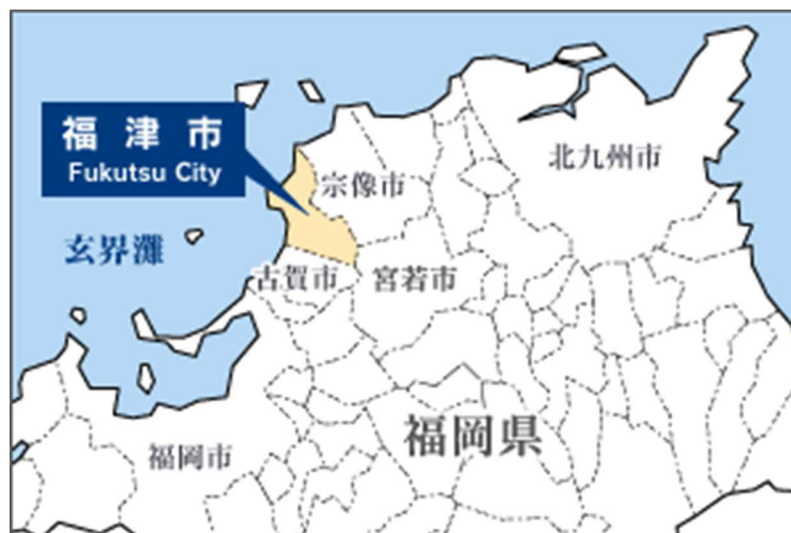 福津市
Fukutsu City
北九州市
宗像市
玄界灘
古賀市
宮若市
福岡県
福岡市